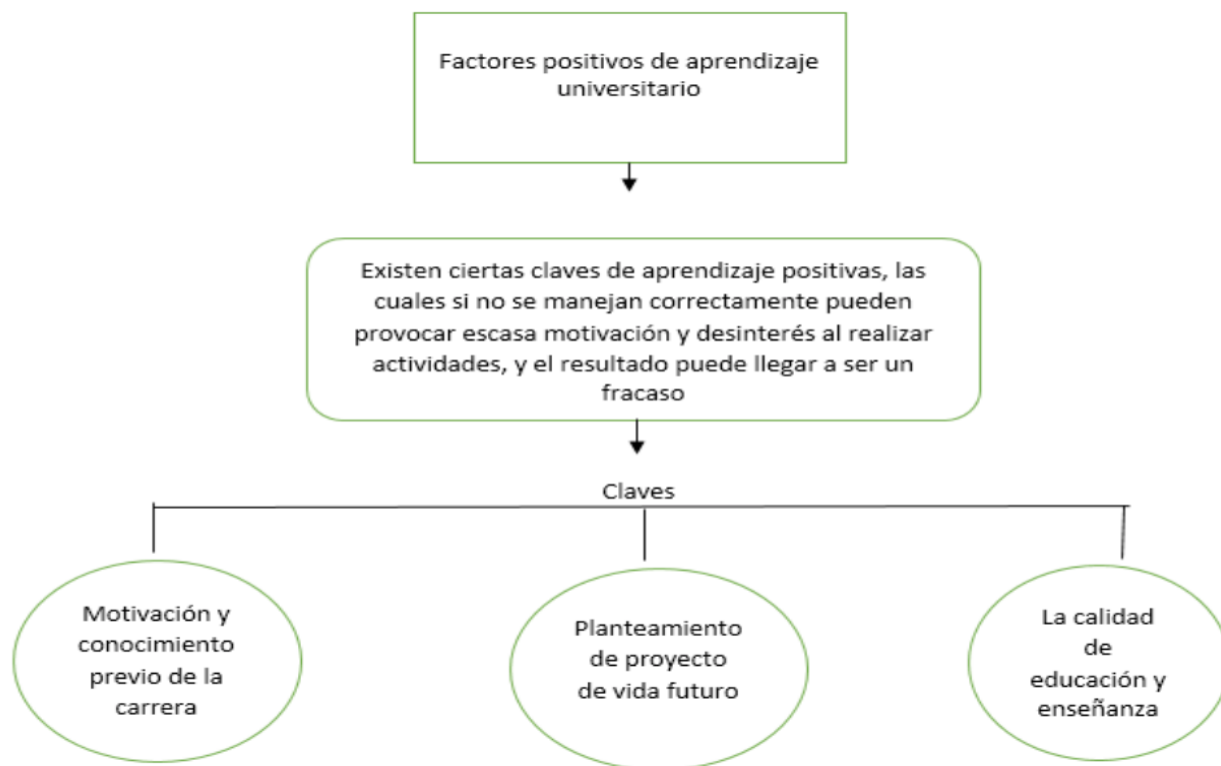 Factores positivos de aprendizaje
universitario
Existen ciertas claves de aprendizaje positivas, las
cuales si no se manejan correctamente pueden
provocar escasa motivación y desinterés al realizar
actividades, y el resultado puede llegar a ser un
fracaso
Claves
Motivación y
conocimiento
previo de la
carrera
Planteamiento
de proyecto
de vida futuro
La calidad
de
educación y
enseñanza